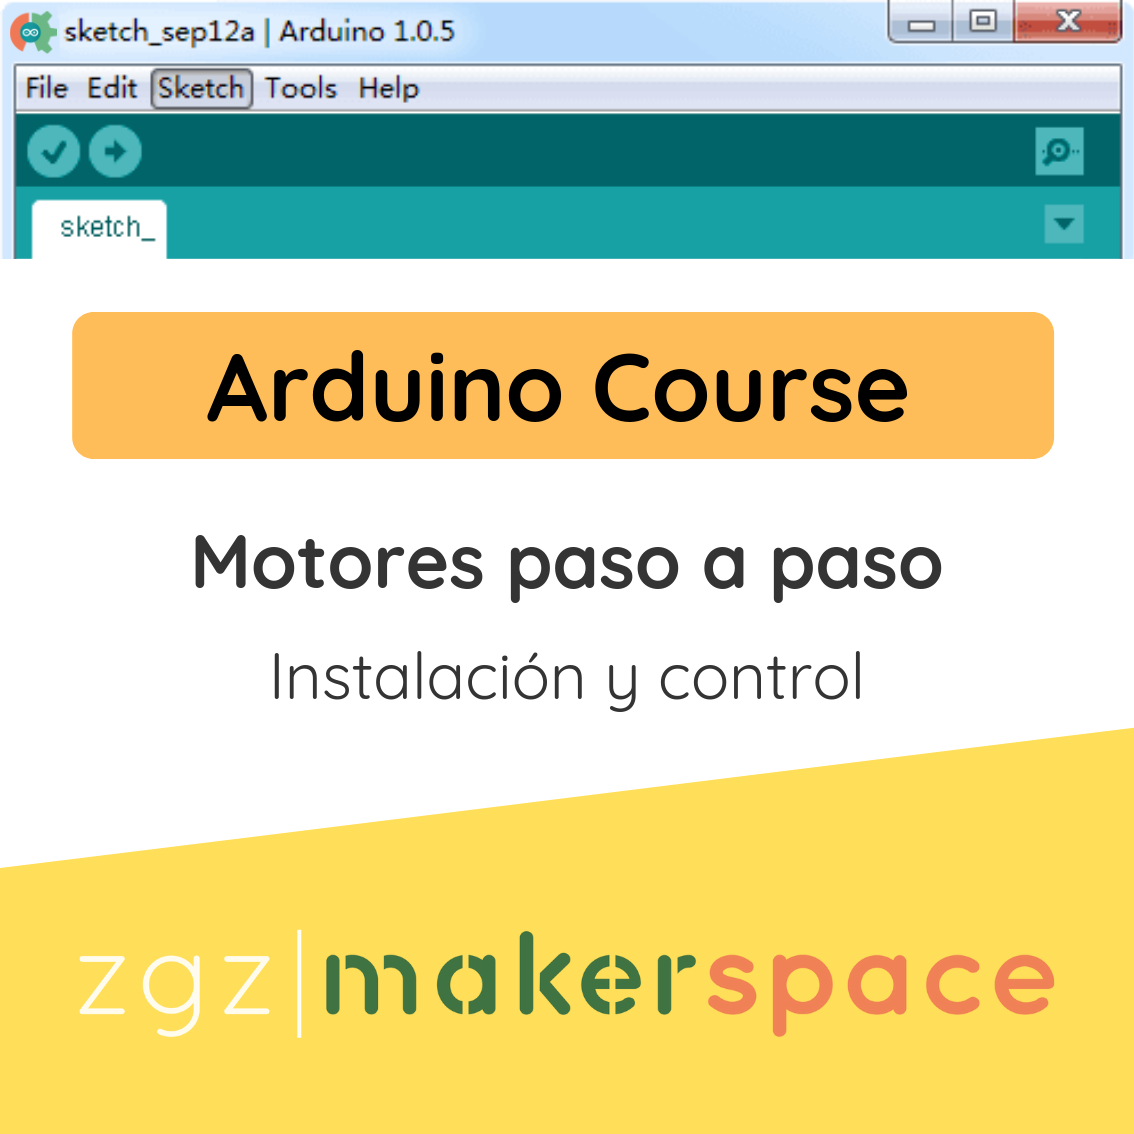 sketch_sep12a | Arduino 1.0.5
File Edit Sketch Tools Help
sketch_
Arduino Course
Motores paso a paso
Instalación y control
zgz|makerspace